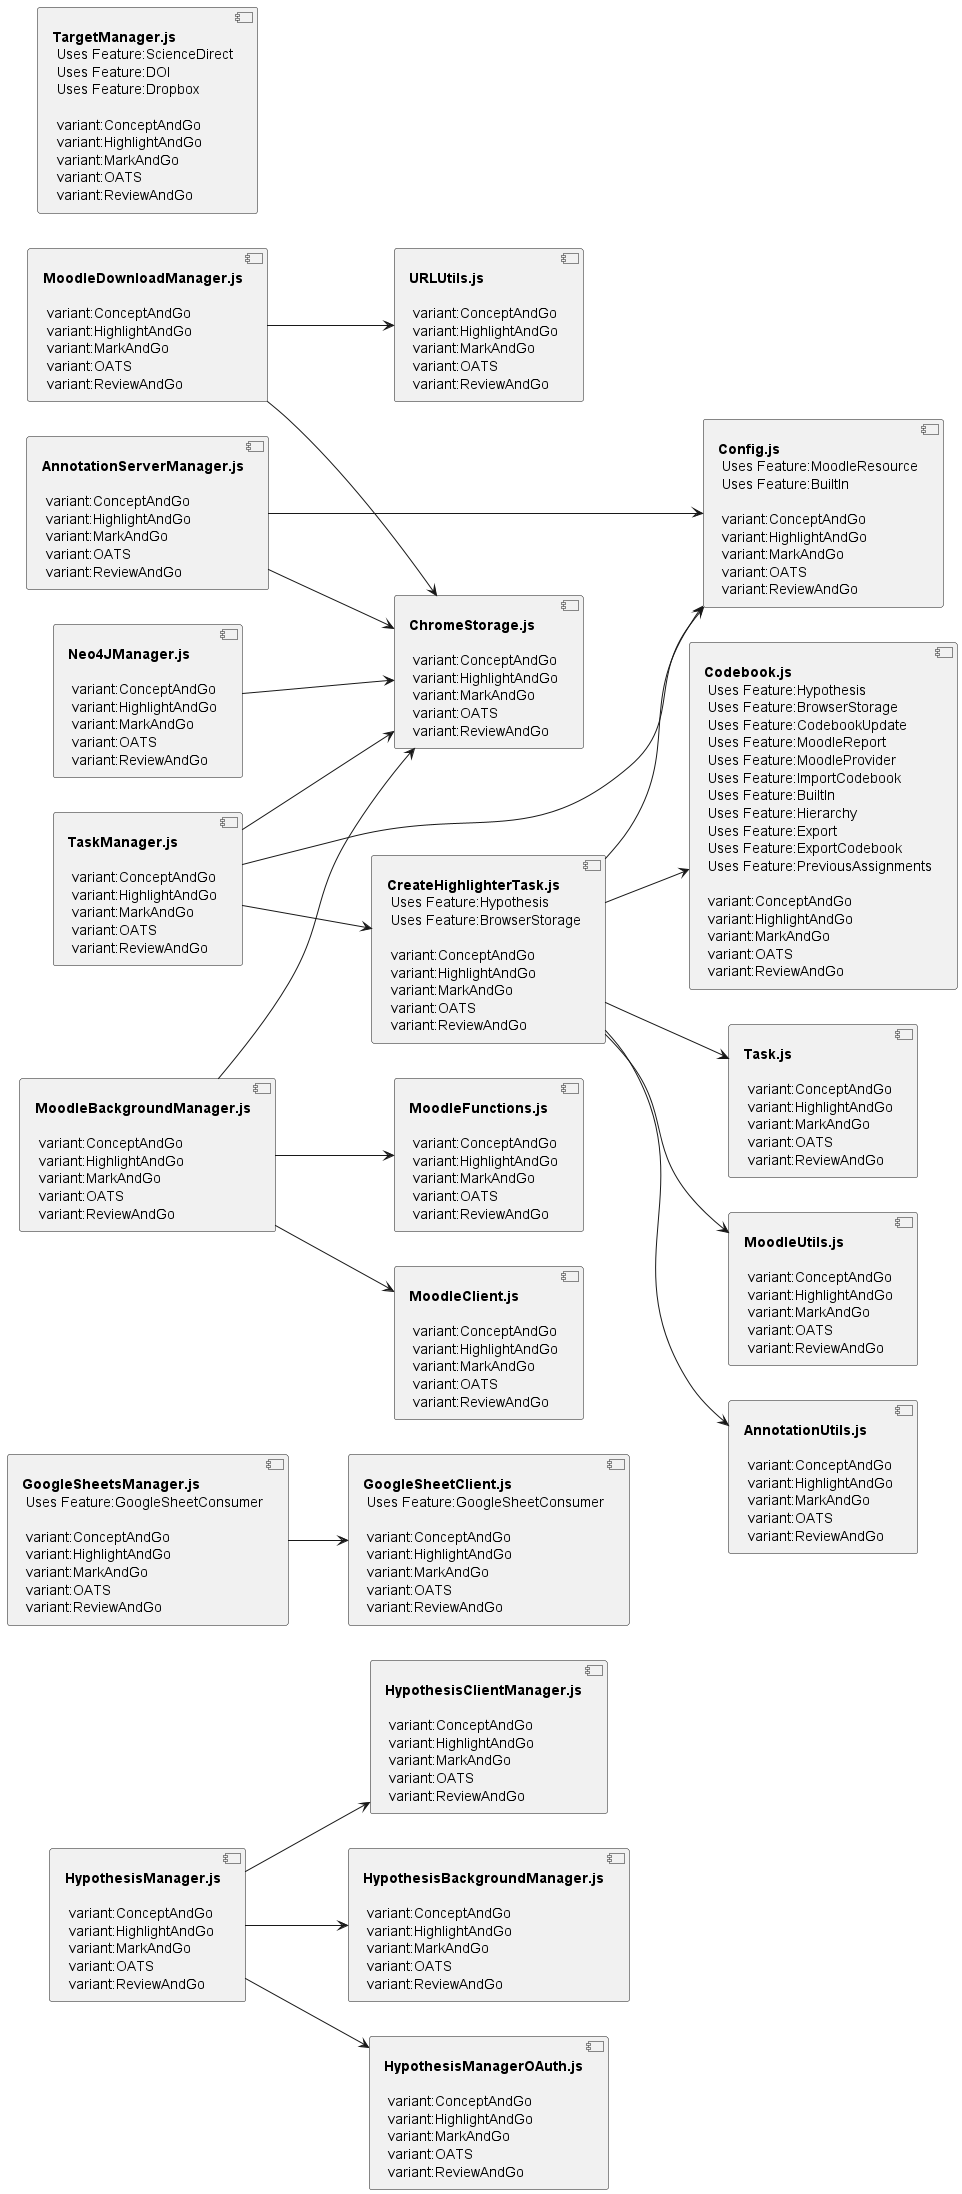 TargetManager.js
Uses Feature:ScienceDirect
Uses Feature:DOI
Uses Feature:Dropbox
variant:ConceptAndGo
variant:HighlightAndGo
variant:MarkAndGo
variant:OATS
variant:ReviewAndGo
MoodleDownloadManager.js
variant:ConceptAndGo
variant:HighlightAndGo
variant:MarkAndGo
variant:OATS
variant:ReviewAndGo
URLUtils.js
variant:ConceptAndGo
variant:HighlightAndGo
variant:MarkAndGo
variant:OATS
variant:ReviewAndGo
AnnotationServerManager.js
variant:ConceptAndGo
variant:HighlightAndGo
variant:MarkAndGo
variant:OATS
variant:ReviewAndGo
Config.js
Uses Feature:MoodleResource
Uses Feature:BuiltIn
variant:ConceptAndGo
variant:HighlightAndGo
variant:MarkAndGo
variant:OATS
variant:ReviewAndGo
Neo4JManager.js
variant:ConceptAndGo
variant:HighlightAndGo
variant:MarkAndGo
variant:OATS
variant:ReviewAndGo
ChromeStorage.js
variant:ConceptAndGo
variant:HighlightAndGo
variant:MarkAndGo
variant:OATS
variant:ReviewAndGo
Codebook.js
Uses Feature:Hypothesis
Uses Feature:BrowserStorage
Uses Feature:CodebookUpdate
Uses Feature:MoodleReport
Uses Feature:MoodleProvider
Uses Feature:ImportCodebook
Uses Feature:BuiltIn
Uses Feature:Hierarchy
Uses Feature:Export
Uses Feature:ExportCodebook
Uses Feature:PreviousAssignments
variant:ConceptAndGo
variant:HighlightAndGo
variant:MarkAndGo
variant:OATS
variant:ReviewAndGo
TaskManager.js
variant:ConceptAndGo
variant:HighlightAndGo
variant:MarkAndGo
variant:OATS
variant:ReviewAndGo
CreateHighlighterTask.js
Uses Feature:Hypothesis
Uses Feature:BrowserStorage
variant:ConceptAndGo
variant:HighlightAndGo
variant:MarkAndGo
variant:OATS
variant:ReviewAndGo
Task.js
variant:ConceptAndGo
variant:HighlightAndGo
variant:MarkAndGo
variant:OATS
variant:ReviewAndGo
MoodleBackgroundManager.js
variant:ConceptAndGo
variant:HighlightAndGo
variant:MarkAndGo
variant:OATS
variant:ReviewAndGo
MoodleFunctions.js
variant:ConceptAndGo
variant:HighlightAndGo
variant:MarkAndGo
variant:OATS
variant:ReviewAndGo
MoodleUtils.js
variant:ConceptAndGo
variant:HighlightAndGo
variant:MarkAndGo
variant:OATS
variant:ReviewAndGo
MoodleClient.js
variant:ConceptAndGo
variant:HighlightAndGo
variant:MarkAndGo
variant:OATS
variant:ReviewAndGo
AnnotationUtils.js
variant:ConceptAndGo
variant:HighlightAndGo
variant:MarkAndGo
variant:OATS
variant:ReviewAndGo
GoogleSheetsManager.js
Uses Feature:GoogleSheetConsumer
variant:ConceptAndGo
variant:HighlightAndGo
variant:MarkAndGo
variant:OATS
variant:ReviewAndGo
GoogleSheetClient.js
Uses Feature:GoogleSheetConsumer
variant:ConceptAndGo
variant:HighlightAndGo
variant:MarkAndGo
variant:OATS
variant:ReviewAndGo
HypothesisClientManager.js
variant:ConceptAndGo
variant:HighlightAndGo
variant:MarkAndGo
variant:OATS
variant:ReviewAndGo
HypothesisManager.js
variant:ConceptAndGo
variant:HighlightAndGo
variant:MarkAndGo
variant:OATS
variant:ReviewAndGo
HypothesisBackgroundManager.js
variant:ConceptAndGo
variant:HighlightAndGo
variant:MarkAndGo
variant:OATS
variant:ReviewAndGo
HypothesisManagerOAuth.js
variant:ConceptAndGo
variant:HighlightAndGo
variant:MarkAndGo
variant:OATS
variant:ReviewAndGo